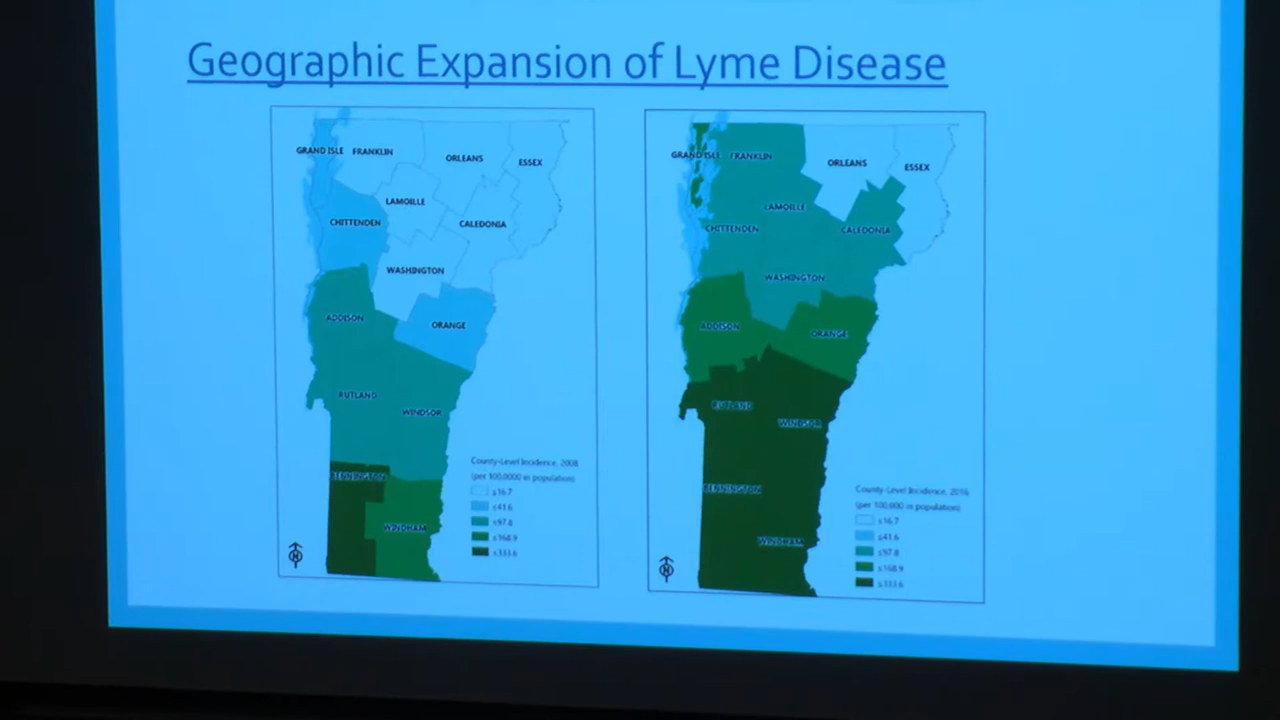 Geographic Expansion of Lyme Disease
GRAND ISLE
FRANKLIN
ORLEANS
ESSEX
LAMOILLE
CHITTENDEN
CALEDONIA
WASHINGTON
ADDISON
ORANGE
RUTLAND
WINDSOR
BENNINGTON
WINDHAM
County-Level Incidence, 2008
(per 100,0000 in population)
≤16.7
≤41.6
≤97.8
≤168.9
≤333.6
N
GRAND ISLE
FRANKLIN
ORLEANS
ESSEX
LAMOILLE
CHITTENDEN
CALEDONIA
WASHINGTON
ADDISON
ORANGE
RUTLAND
WINDSOR
BENNINGTON
WINDHAM
County-Level Incidence, 2016
(per 100,000 in population)
≤16.7
≤41.6
≤97.8
≤168.9
≤333.6
N